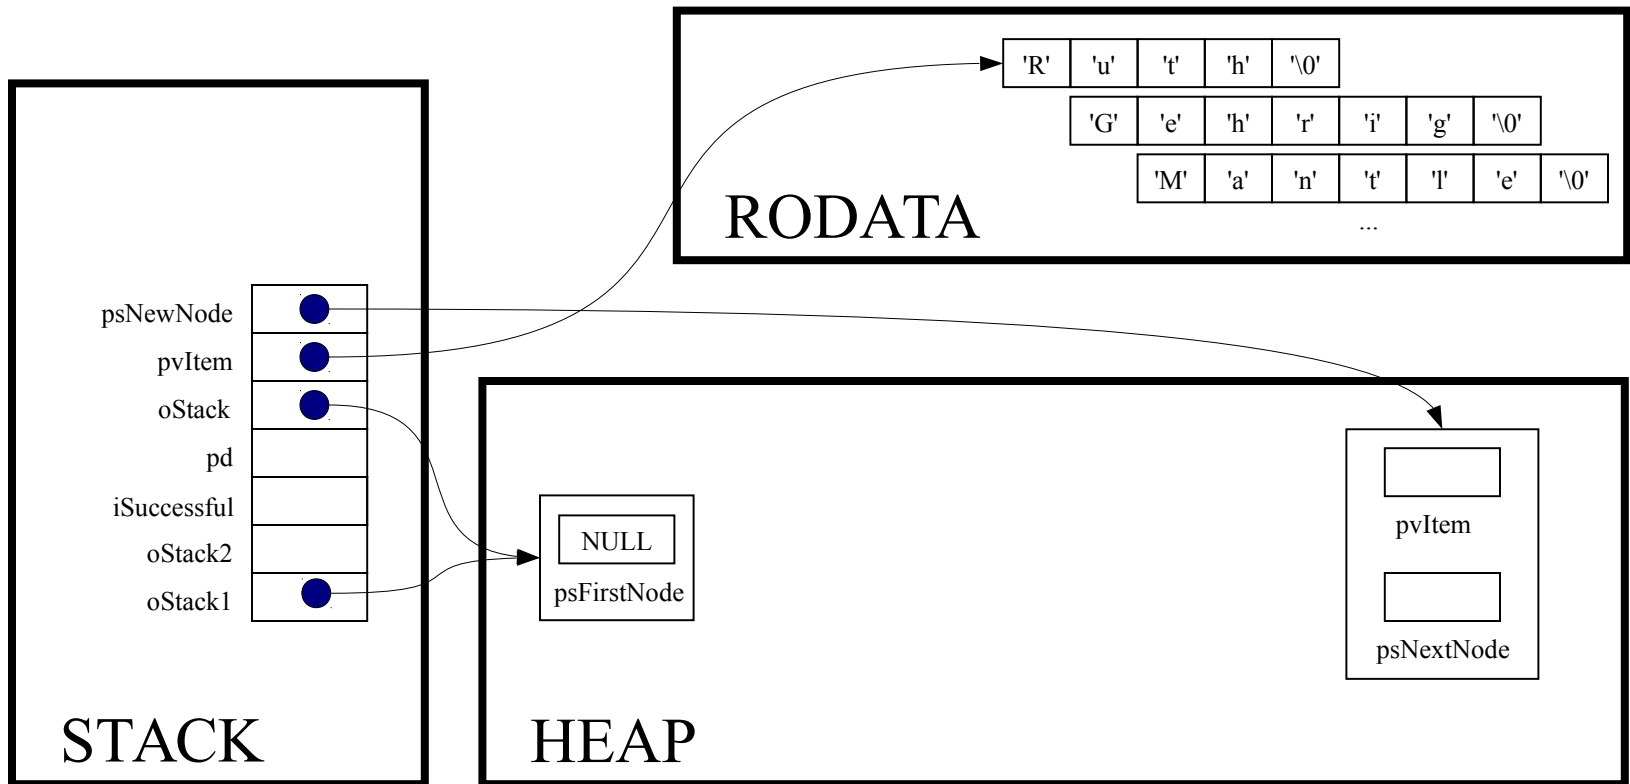 'R' 'u' 't' 'h' '\0'
'G' 'e' 'h' 'r' 'i' 'g' '\0'
'M' 'a' 'n' 't' 'l' 'e' '\0'
...
RODATA
psNewNode
pvItem
oStack
pd
iSuccessful
oStack2
oStack1
STACK
NULL
psFirstNode
pvItem
psNextNode
HEAP